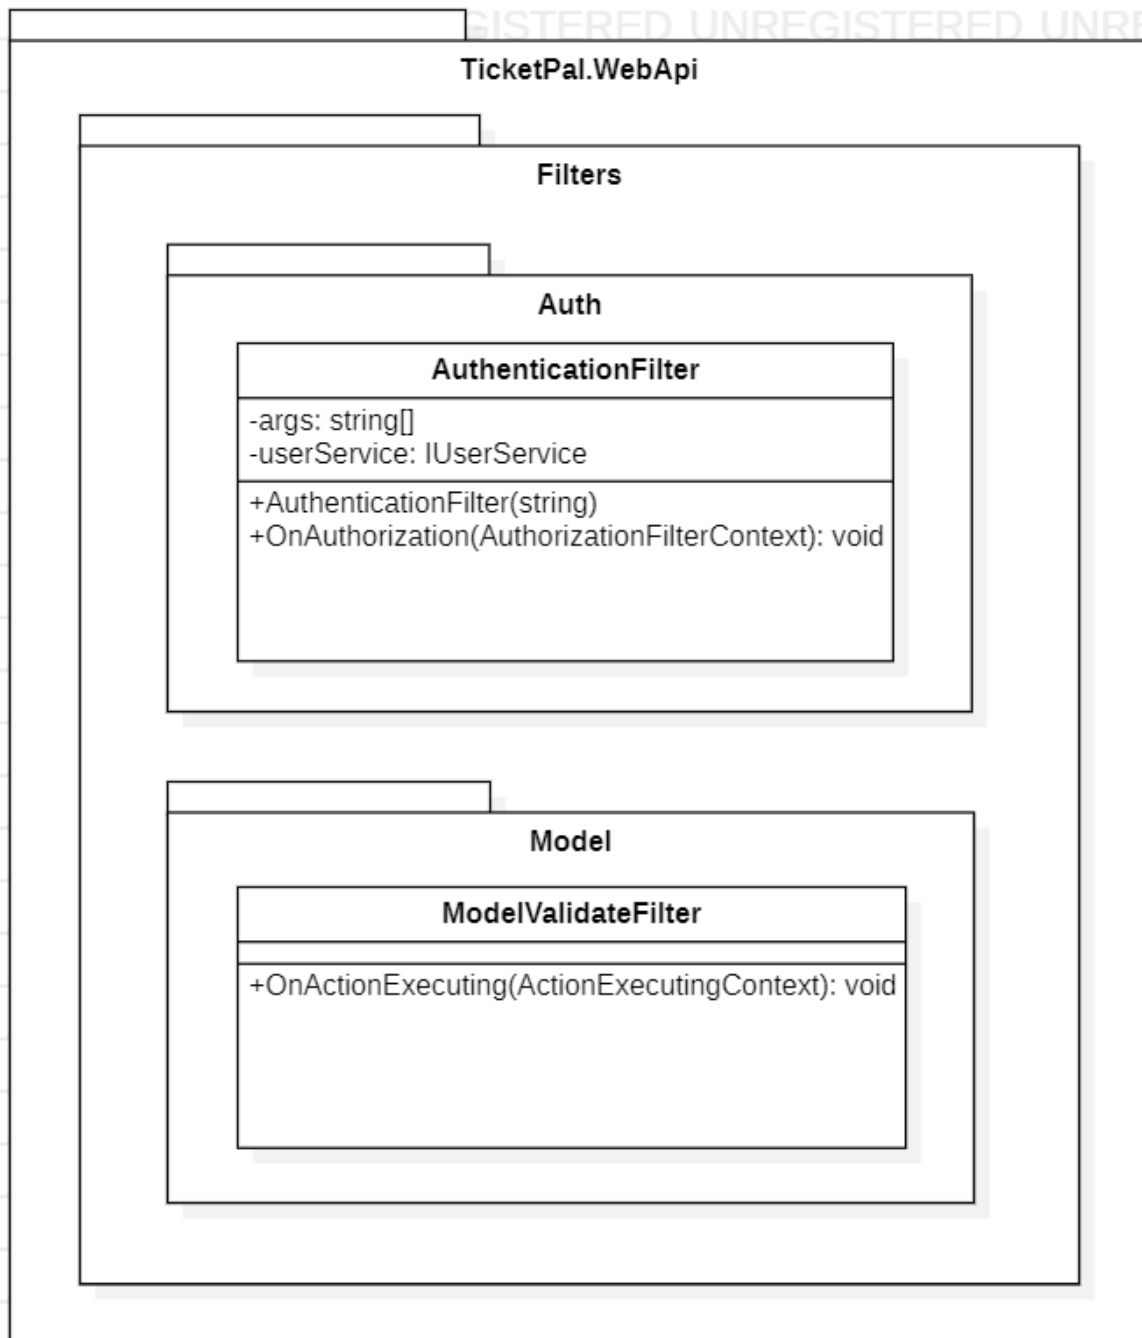 GISTERED UNREGISTERED UNRE
TicketPal.WebApi
Filters
Auth
AuthenticationFilter
-args: string[]
-userService: IUserService
+AuthenticationFilter(string)
+OnAuthorization(AuthorizationFilterContext): void
Model
ModelValidateFilter
+OnActionExecuting(ActionExecutingContext): void